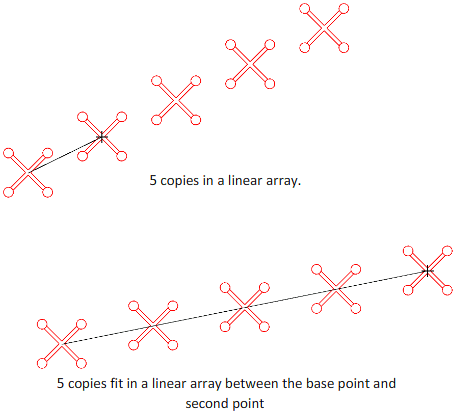 5 copies in a linear array.
5 copies fit in a linear array between the base point and
second point